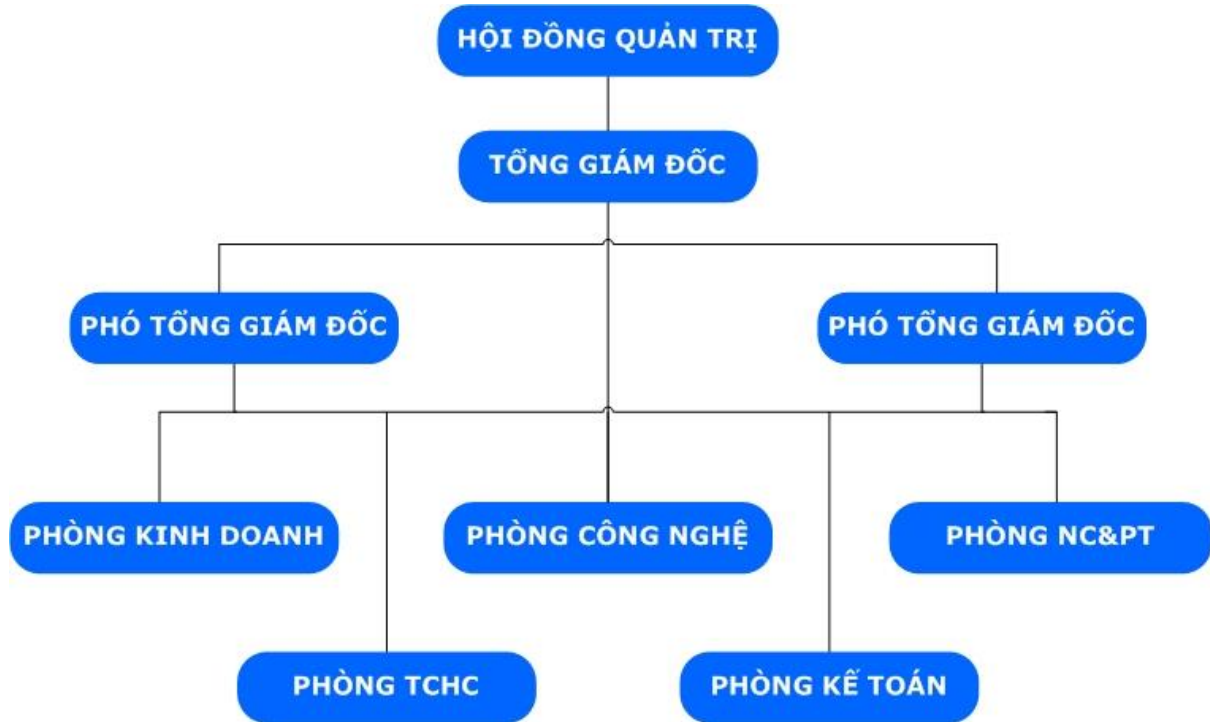 HỘI ĐỒNG QUẢN TRỊ
TỔNG GIÁM ĐỐC
PHÓ TỔNG GIÁM ĐỐC
PHÓ TỔNG GIÁM ĐỐC
PHÒNG KINH DOANH
PHÒNG CÔNG NGHỆ
PHÒNG NC&PT
PHÒNG TCHC
PHÒNG KẾ TOÁN